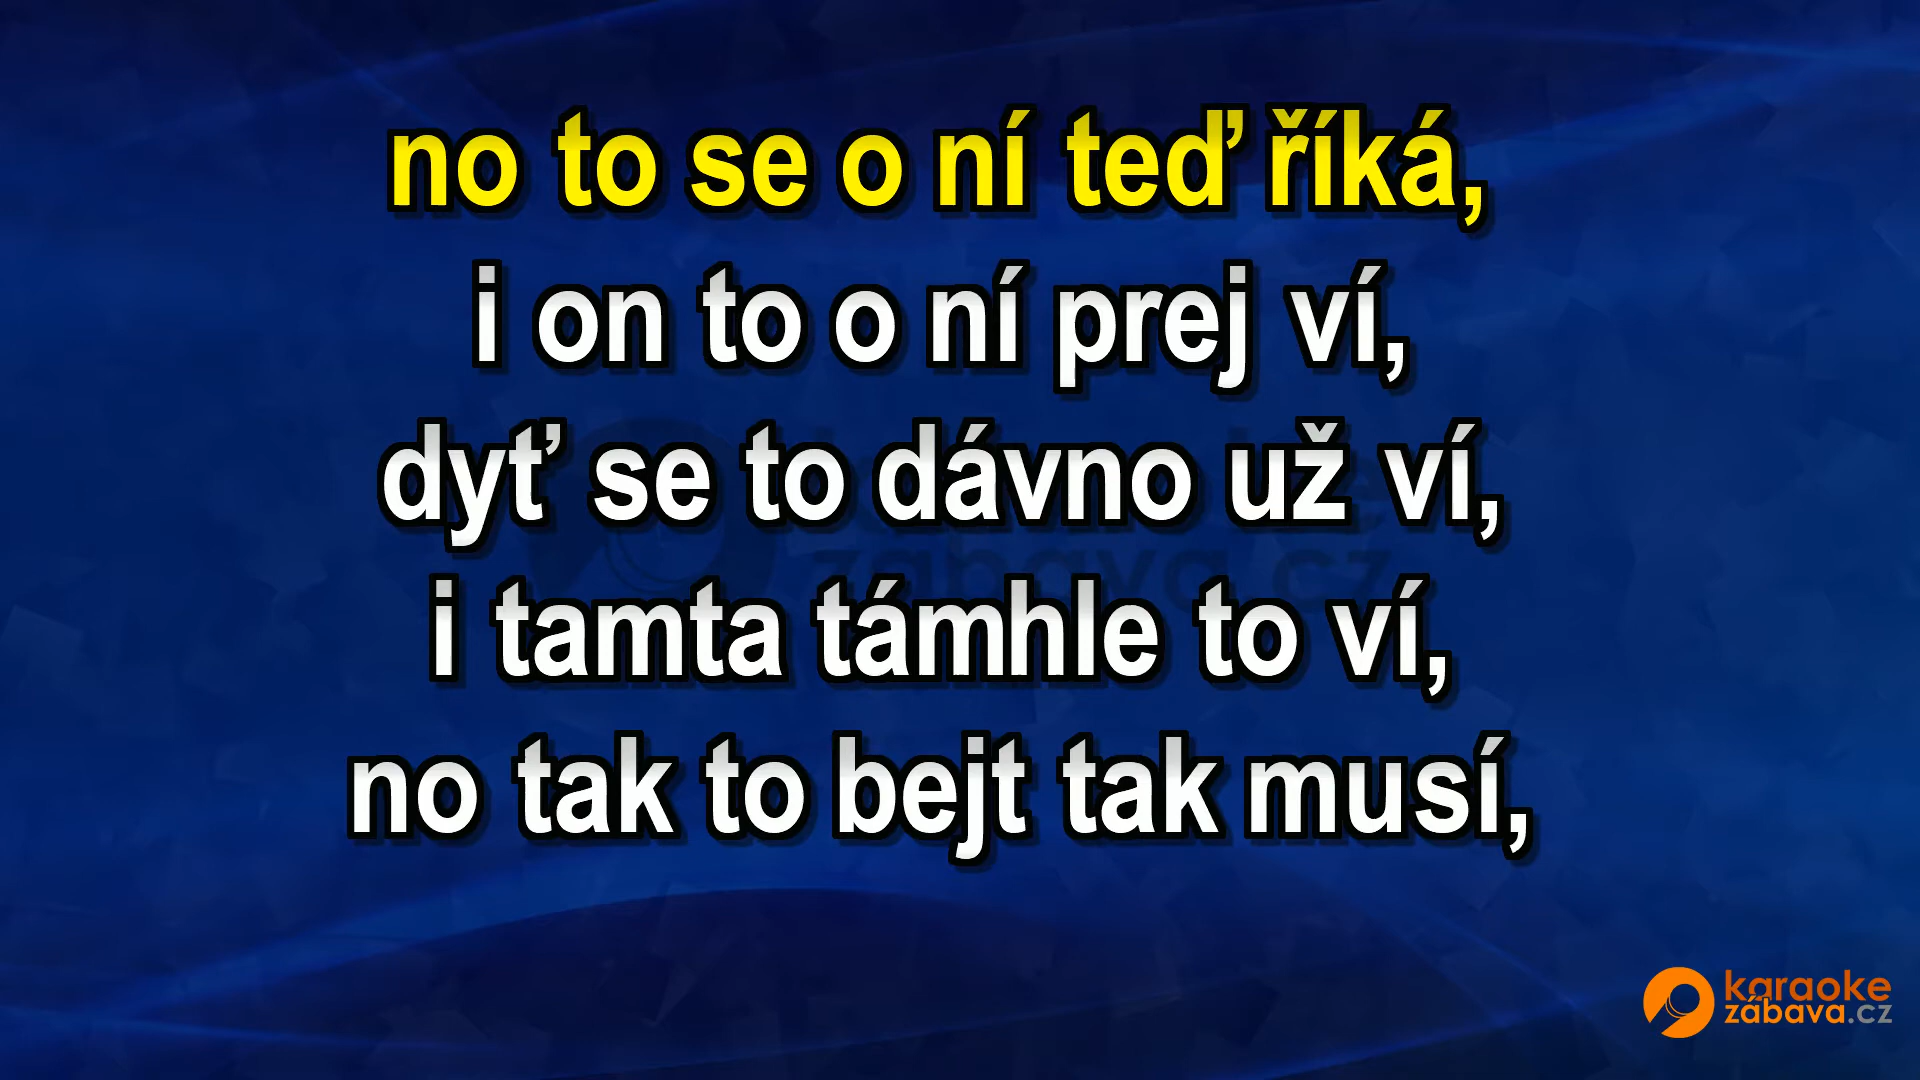 no to se o ní teď říká,
i on to o ní prej ví,
dyť se to dávno už ví,
i tamta támhle to ví,
no tak to bejt tak musí,
karaoke
zábava.cz